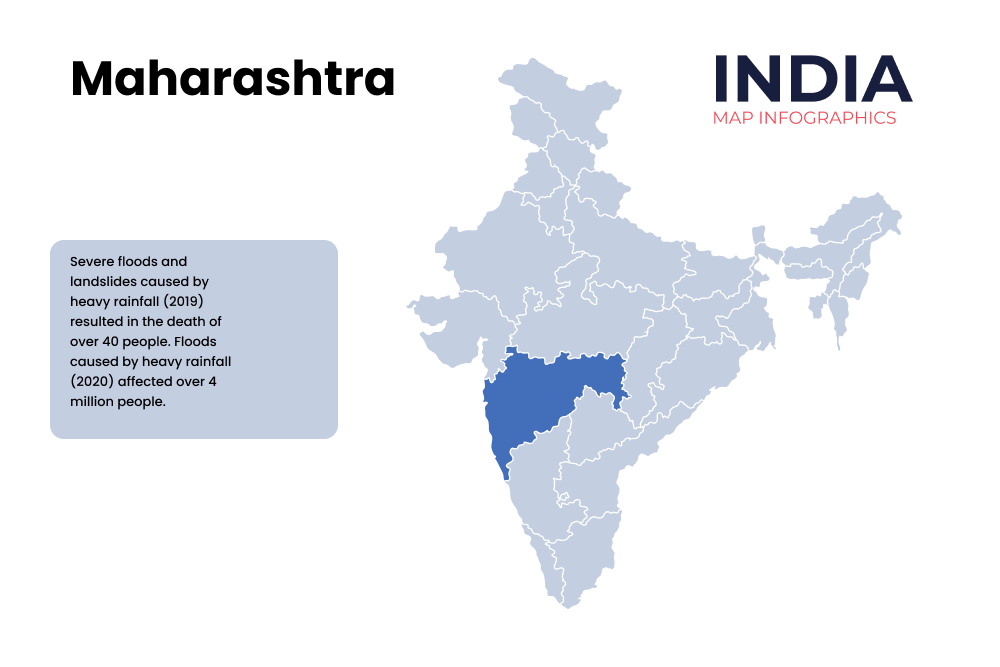 Maharashtra
INDIA
MAP INFOGRAPHICS
Severe floods and
landslides caused by
heavy rainfall (2019)
resulted in the death of
over 40 people. Floods
caused by heavy rainfall
(2020) affected over 4
million people.